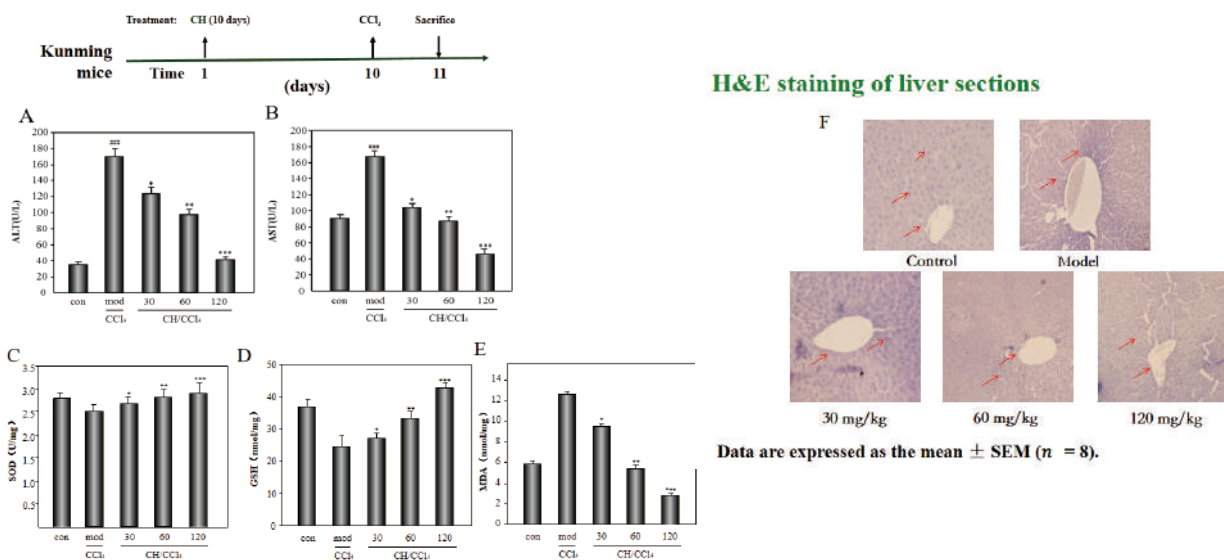 Treatment: CH (10 days) CCl₄ Sacrifice
Kunming mice
Time 1 10 11
(days)
H&E staining of liver sections
A
ALT(U/L)
200
180
160
140
120
100
80
60
40
20
0
###
*
**
***
con mod 30 60 120
CCl₄ CH/CCl₄
B
AST(U/L)
200
180
160
140
120
100
80
60
40
20
0
###
*
**
***
con mod 30 60 120
CCl₄ CH/CCl₄
C
SOD (U/mg)
3.5
3.0
2.5
2.0
1.5
1.0
0.5
*
**
***
con mod 30 60 120
CCl₄ CH/CCl₄
D
GSH (nmol/mg)
50
40
30
20
10
0
*
**
***
con mod 30 60 120
CCl₄ CH/CCl₄
E
MDA (nmol/mg)
14
12
10
8
6
4
2
0
*
**
***
con mod 30 60 120
CCl₄ CH/CCl₄
F
Control Model
30 mg/kg 60 mg/kg 120 mg/kg
Data are expressed as the mean ± SEM (n = 8).